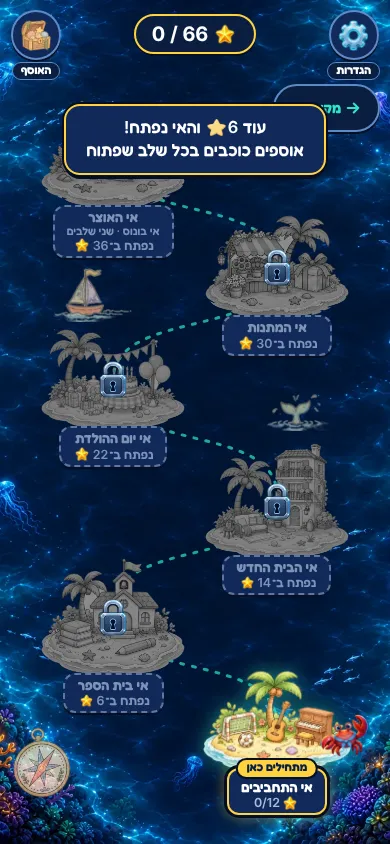 0 / 66
האוסף
הגדרות
עוד 6 והאי נפתח!
אוספים כוכבים בכל שלב שפתוח
אי האוצר
אי בונוס · שני שלבים
נפתח ב־36
אי המתנות
נפתח ב־30
אי יום ההולדת
נפתח ב־22
אי הבית החדש
נפתח ב־14
אי בית הספר
נפתח ב־6
מתחילים כאן
אי התחביבים
0/12